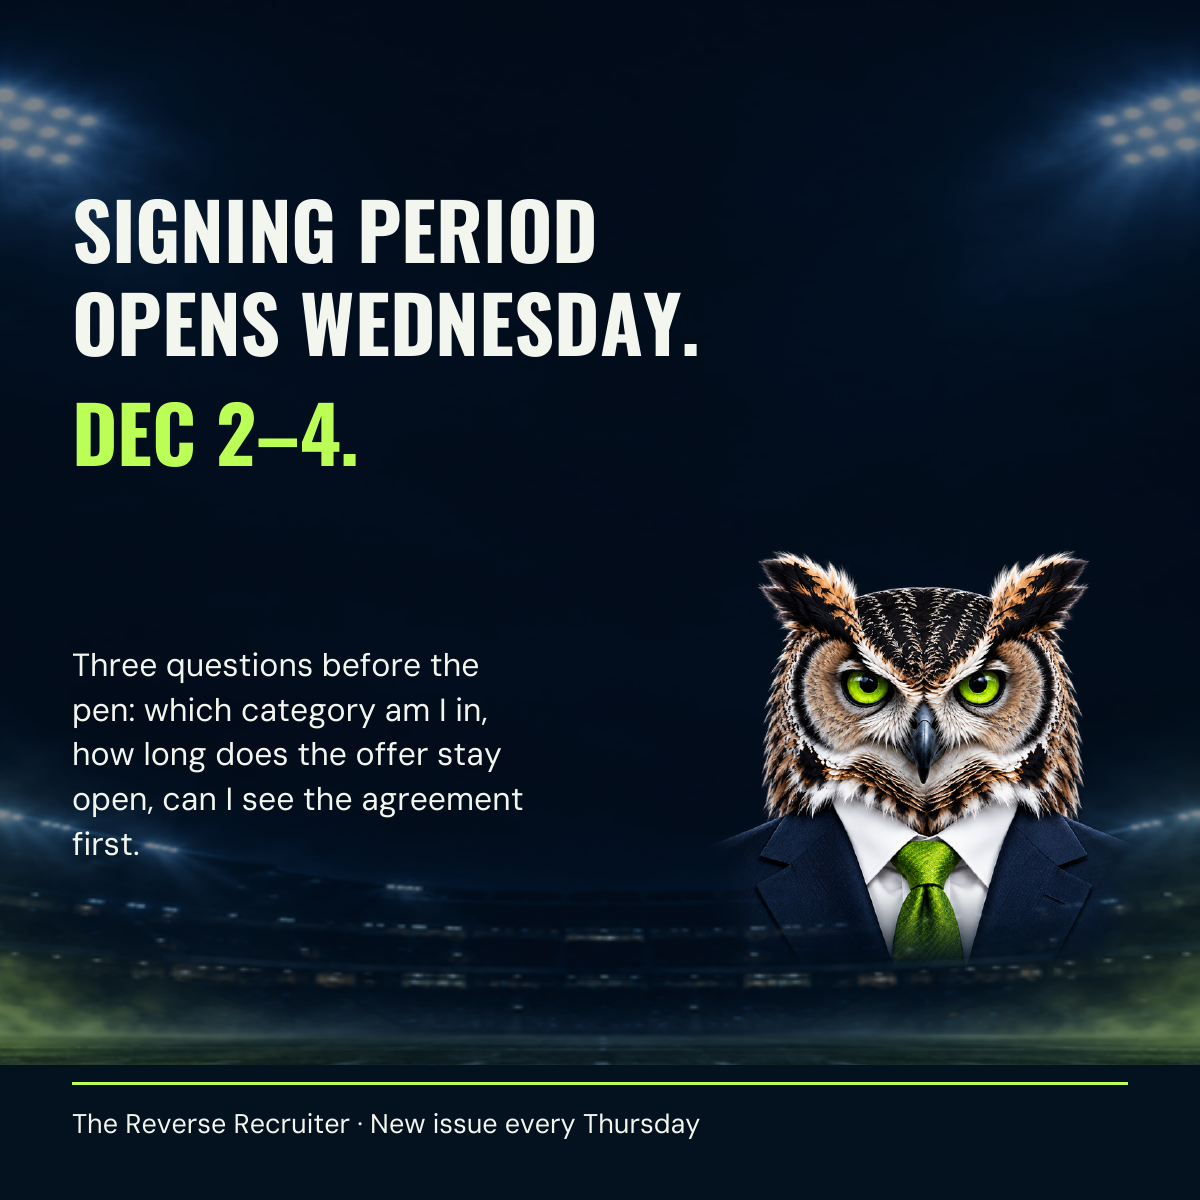 SIGNING PERIOD
OPENS WEDNESDAY.
DEC 2–4.
Three questions before the
pen: which category am I in,
how long does the offer stay
open, can I see the agreement
first.
The Reverse Recruiter · New issue every Thursday